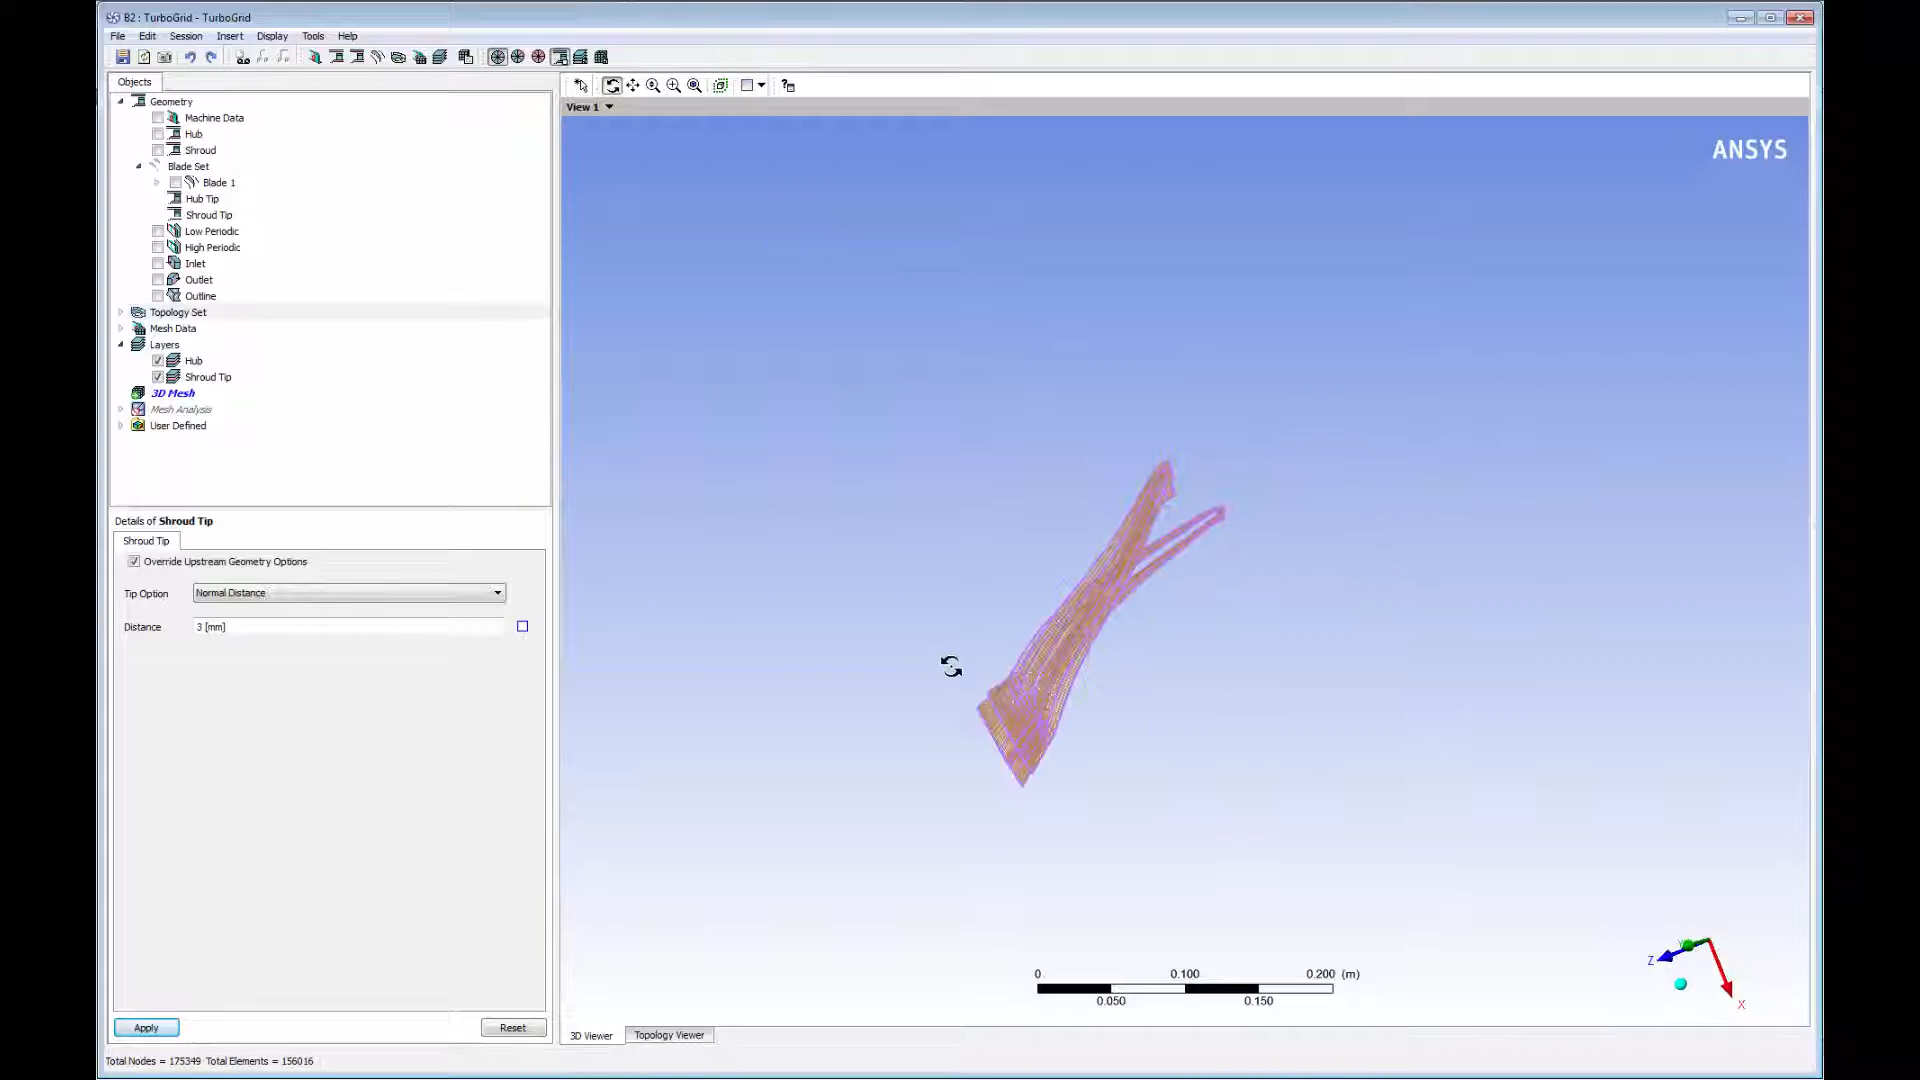 B2 : TurboGrid - TurboGrid
File Edit Session Insert Display Tools Help
Objects
Geometry
Machine Data
Hub
Shroud
Blade Set
Blade 1
Hub Tip
Shroud Tip
Low Periodic
High Periodic
Inlet
Outlet
Outline
Topology Set
Mesh Data
Layers
Hub
Shroud Tip
3D Mesh
Mesh Analysis
User Defined
Details of Shroud Tip
Shroud Tip
Override Upstream Geometry Options
Tip Option Normal Distance
Distance 3 [mm]
Apply Reset
Total Nodes = 175349 Total Elements = 156016
View 1
ANSYS
0 0.100 0.200 (m)
0.050 0.150
Z
Y
X
3D Viewer Topology Viewer